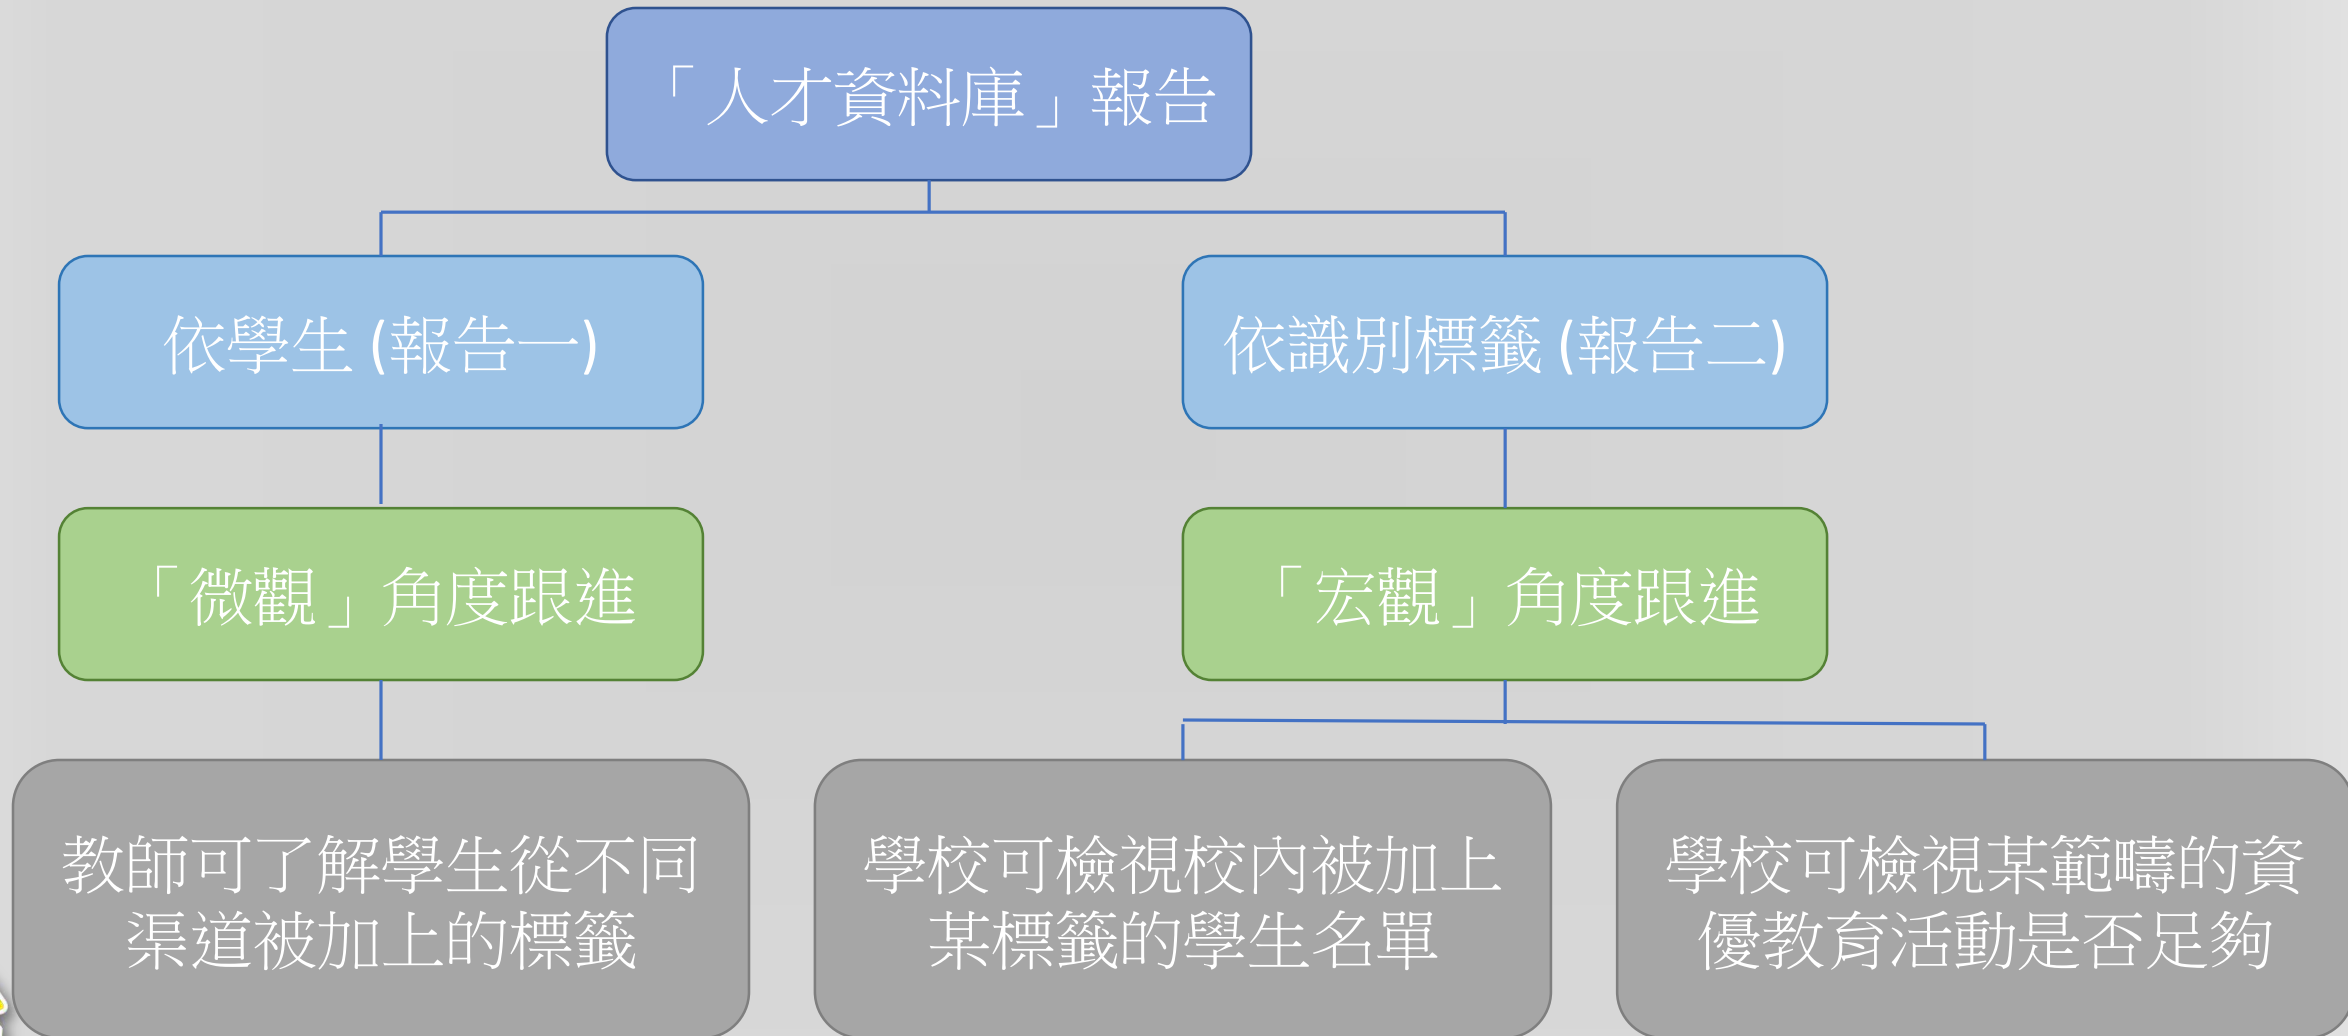 「人才資料庫」報告
依學生 (報告一)
依識別標籤 (報告二)
「微觀」角度跟進
「宏觀」角度跟進
教師可了解學生從不同
渠道被加上的標籤
學校可檢視校內被加上
某標籤的學生名單
學校可檢視某範疇的資
優教育活動是否足夠